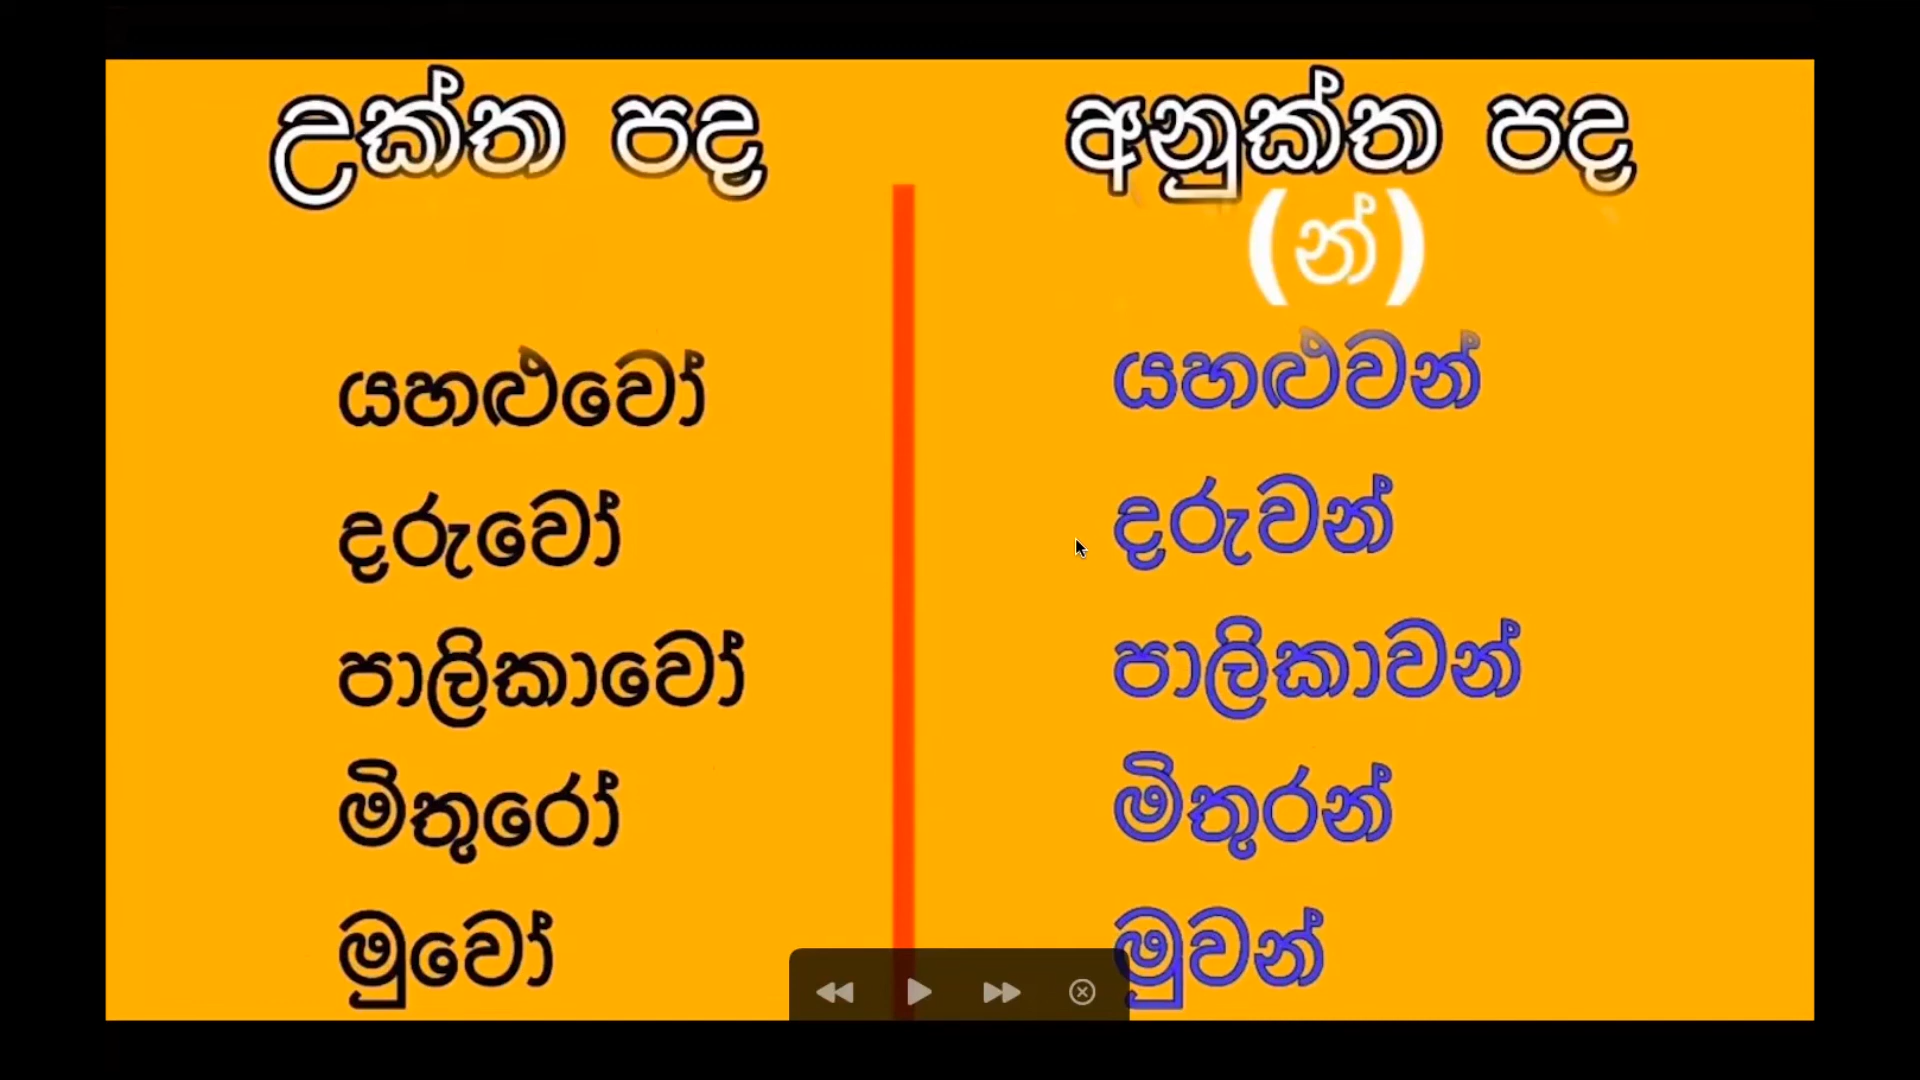 උක්ත පද
යහළුවෝ
දරුවෝ
පාලිකාවෝ
මිතුරෝ
මුවෝ
අනුක්ත පද
(න්)
යහළුවන්
දරුවන්
පාලිකාවන්
මිතුරන්
මුවන්